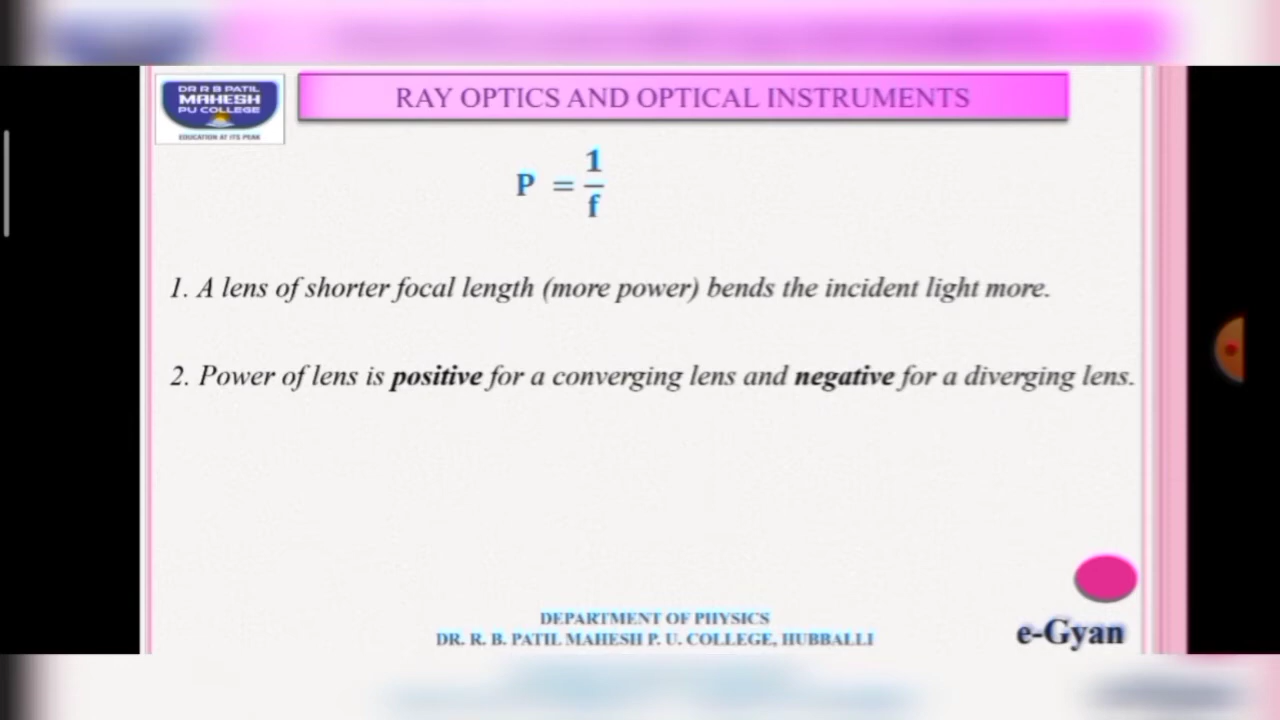 DR R B PATIL
MAHESH
PU COLLEGE
EDUCATION AT ITS PEAK
RAY OPTICS AND OPTICAL INSTRUMENTS
P = 1/f
1. A lens of shorter focal length (more power) bends the incident light more.
2. Power of lens is positive for a converging lens and negative for a diverging lens.
DEPARTMENT OF PHYSICS
DR. R. B. PATIL MAHESH P. U. COLLEGE, HUBBALLI
e-Gyan